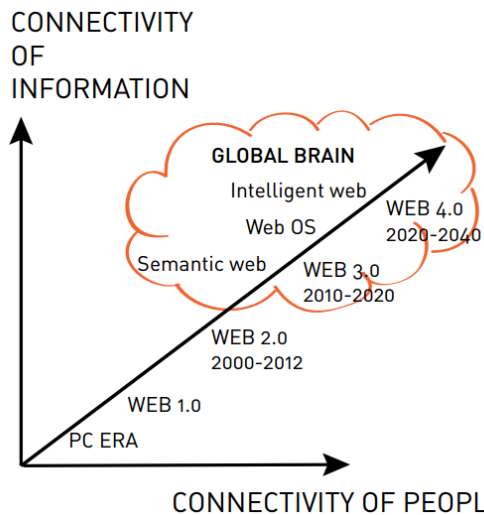 CONNECTIVITY
OF
INFORMATION
GLOBAL BRAIN
Intelligent web
WEB 4.0
2020-2040
Web OS
Semantic web
WEB 3.0
2010-2020
WEB 2.0
2000-2012
WEB 1.0
PC ERA
CONNECTIVITY OF PEOPL